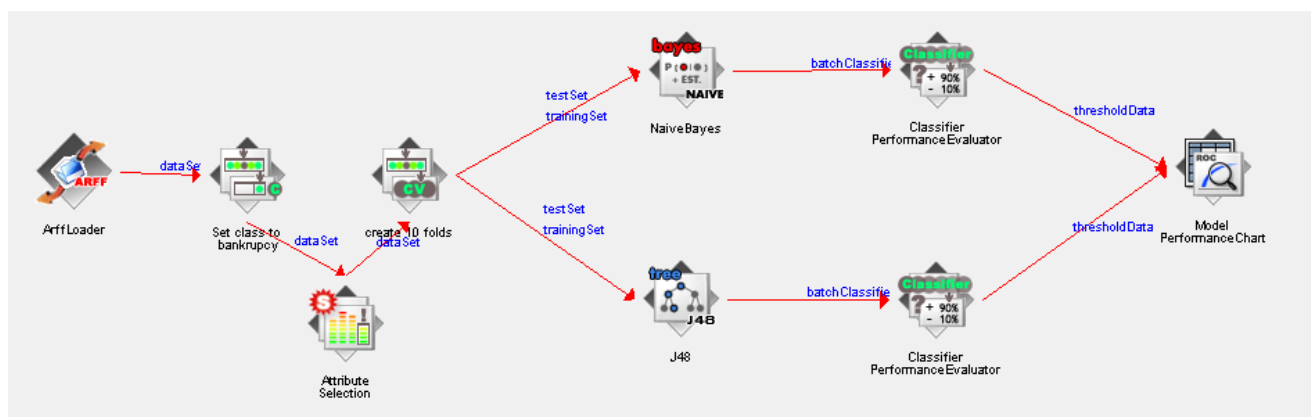 bayes
P(●|●)
+ EST.
NAIVE
NaiveBayes
batchClassifie
Classifier
?
+ 90%
- 10%
Classifier
PerformanceEvaluator
testSet
trainingSet
thresholdData
ARFF
ArffLoader
dataSet
C
Set class to
bankrupcy
CV
create 10 folds
dataSet
dataSet
ROC
Model
PerformanceChart
testSet
trainingSet
thresholdData
S
!
Attribute
Selection
tree
J48
J48
batchClassifie
Classifier
?
+ 90%
- 10%
Classifier
PerformanceEvaluator